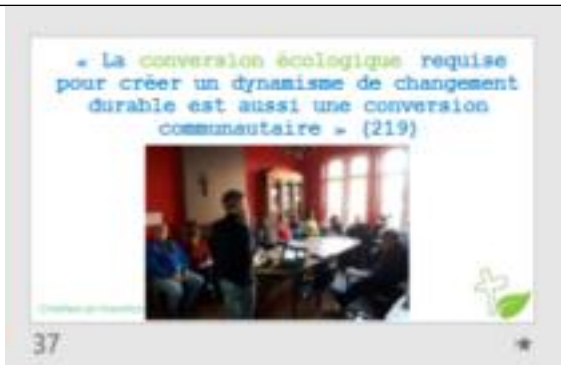 « La conversion écologique requise
pour créer un dynamisme de changement
durable est aussi une conversion
communautaire » (219)
37